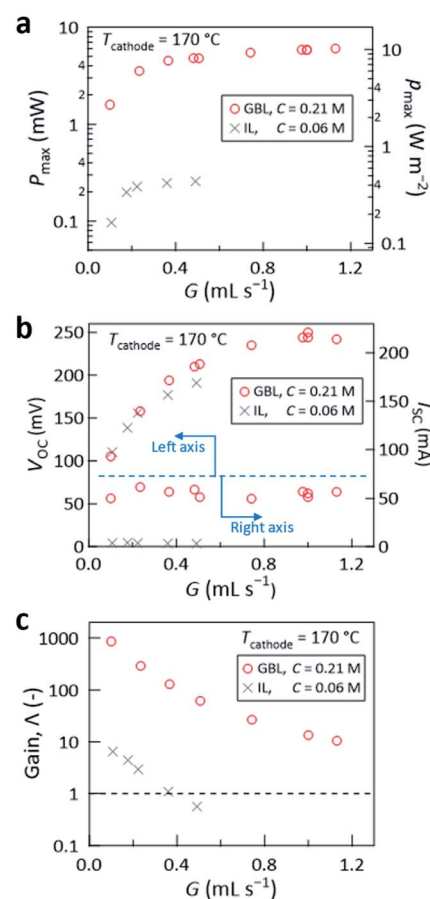 a
T_cathode = 170 °C
GBL, C = 0.21 M
IL, C = 0.06 M
P_max (mW)
p_max (W m⁻²)
10
6
4
2
1
6
4
2
0.1
10
6
4
2
1
6
4
2
0.1
0.0 0.4 0.8 1.2
G (mL s⁻¹)
b
T_cathode = 170 °C
GBL, C = 0.21 M
IL, C = 0.06 M
Left axis
Right axis
V_OC (mV)
I_SC (mA)
250
200
150
100
50
0
200
150
100
50
0
0.0 0.4 0.8 1.2
G (mL s⁻¹)
c
T_cathode = 170 °C
GBL, C = 0.21 M
IL, C = 0.06 M
Gain, Λ (-)
1000
100
10
1
0.1
0.0 0.4 0.8 1.2
G (mL s⁻¹)